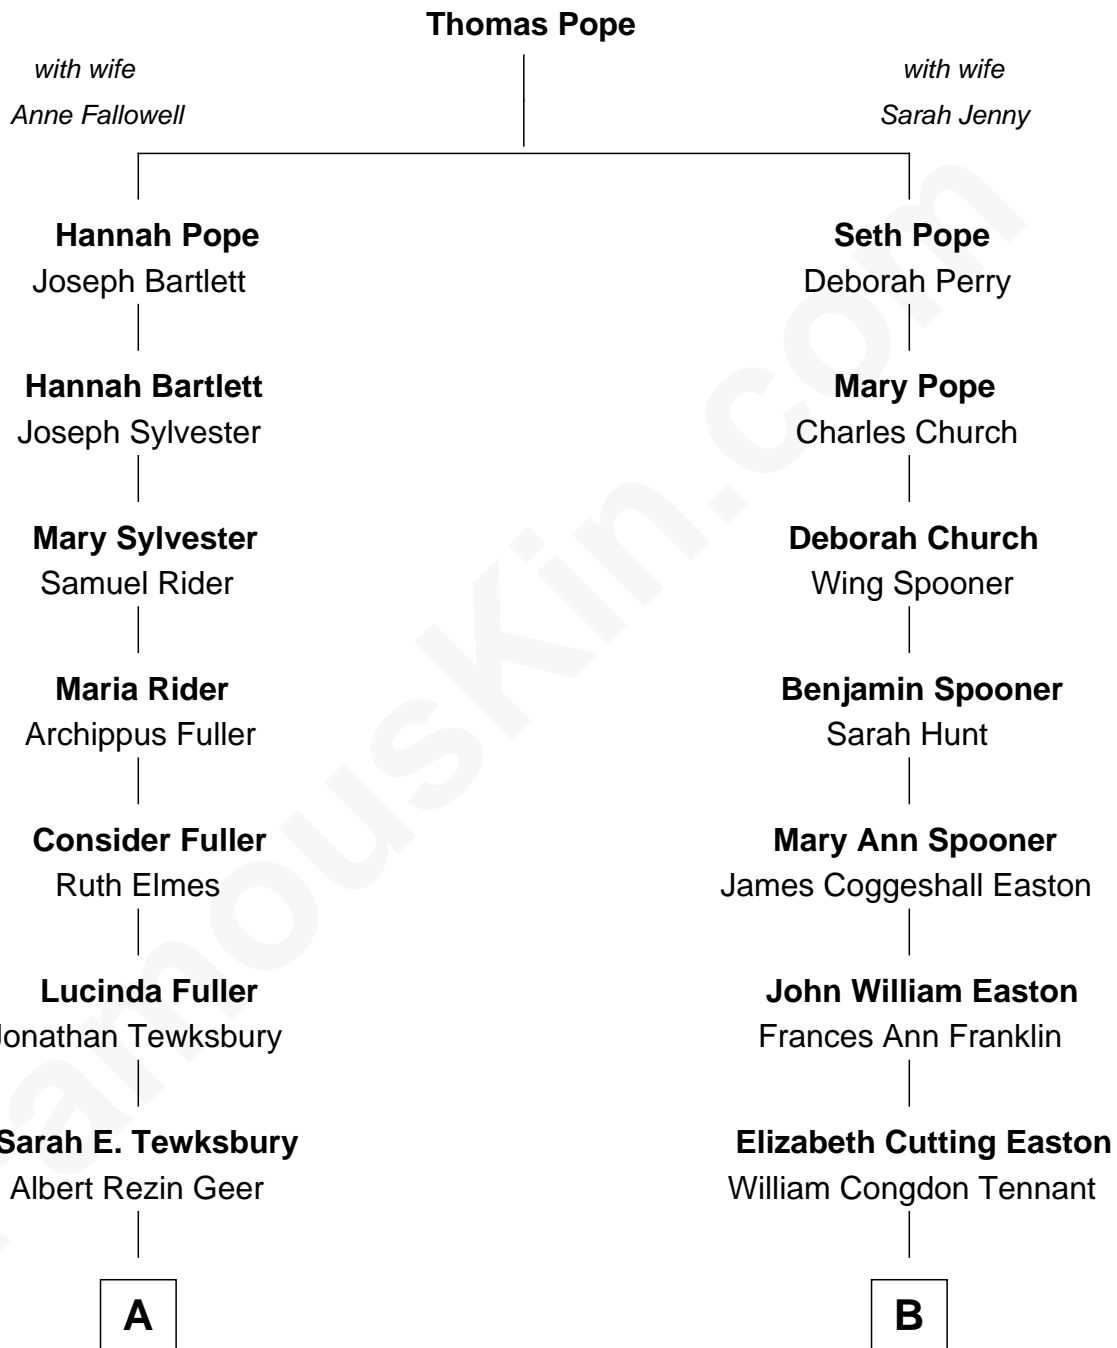 Thomas Pope
with wife
Anne Fallowell
with wife
Sarah Jenny
Hannah Pope
Joseph Bartlett
Seth Pope
Deborah Perry
Hannah Bartlett
Joseph Sylvester
Mary Pope
Charles Church
Mary Sylvester
Samuel Rider
Deborah Church
Wing Spooner
Maria Rider
Archippus Fuller
Benjamin Spooner
Sarah Hunt
Consider Fuller
Ruth Elmes
Mary Ann Spooner
James Coggeshall Easton
Lucinda Fuller
Jonathan Tewksbury
John William Easton
Frances Ann Franklin
Sarah E. Tewksbury
Albert Rezin Geer
Elizabeth Cutting Easton
William Congdon Tennant
A
B
FamousKin.com